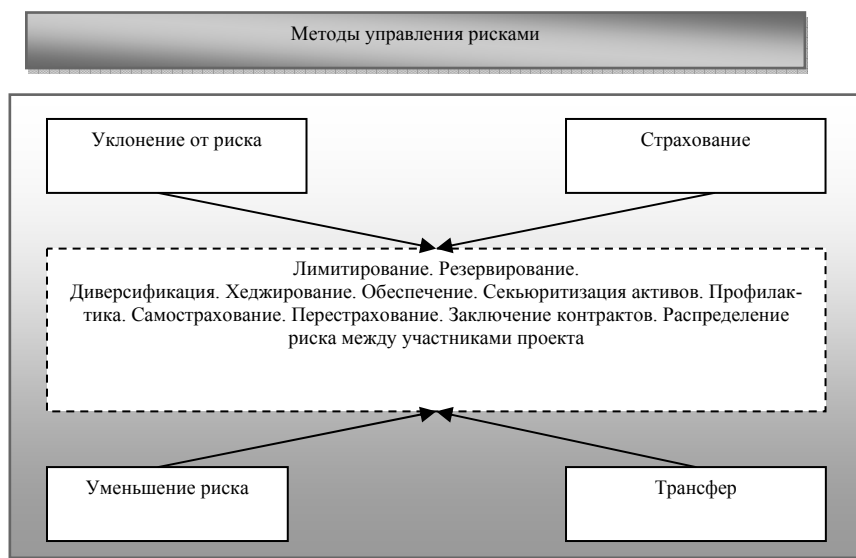 Методы управления рисками
Уклонение от риска
Страхование
Лимитирование. Резервирование.
Диверсификация. Хеджирование. Обеспечение. Секьюритизация активов. Профилак-
тика. Самострахование. Перестрахование. Заключение контрактов. Распределение
риска между участниками проекта
Уменьшение риска
Трансфер